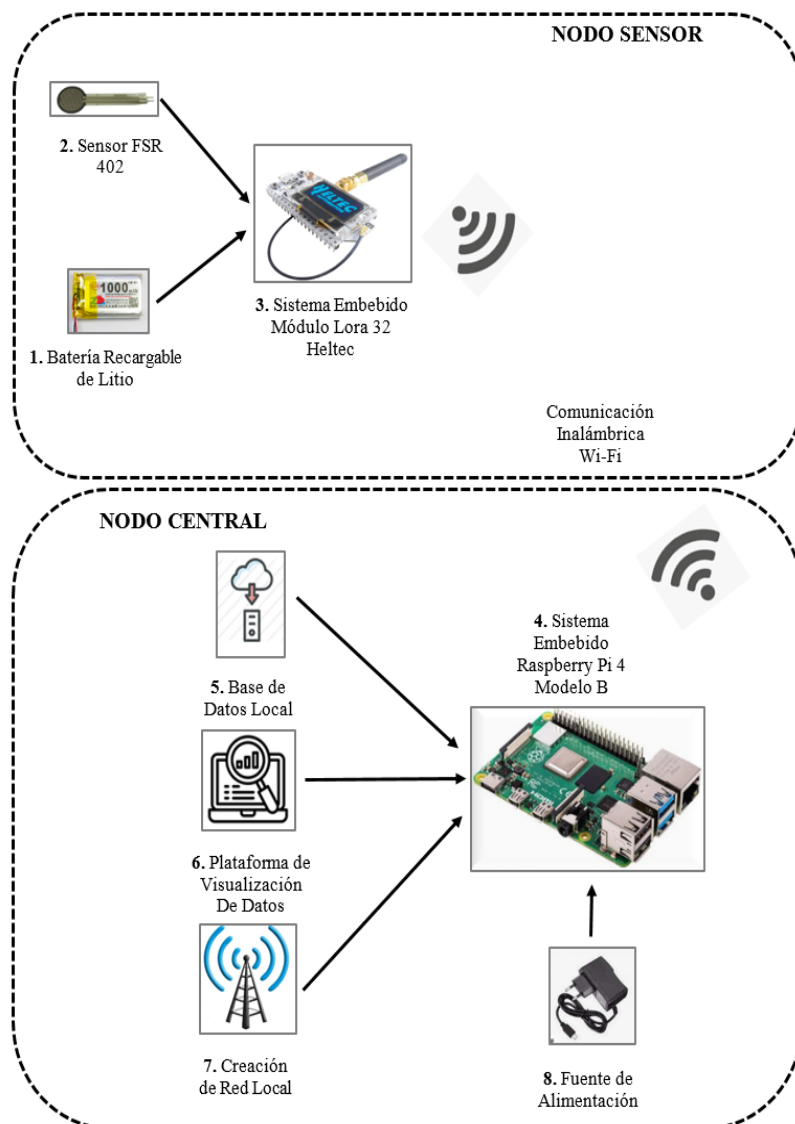 NODO SENSOR
2. Sensor FSR
402
HELTEC
3. Sistema Embebido
Módulo Lora 32
Heltec
1000
1. Batería Recargable
de Litio
Comunicación
Inalámbrica
Wi-Fi
NODO CENTRAL
4. Sistema
Embebido
Raspberry Pi 4
Modelo B
5. Base de
Datos Local
6. Plataforma de
Visualización
De Datos
HDMI
7. Creación
de Red Local
8. Fuente de
Alimentación